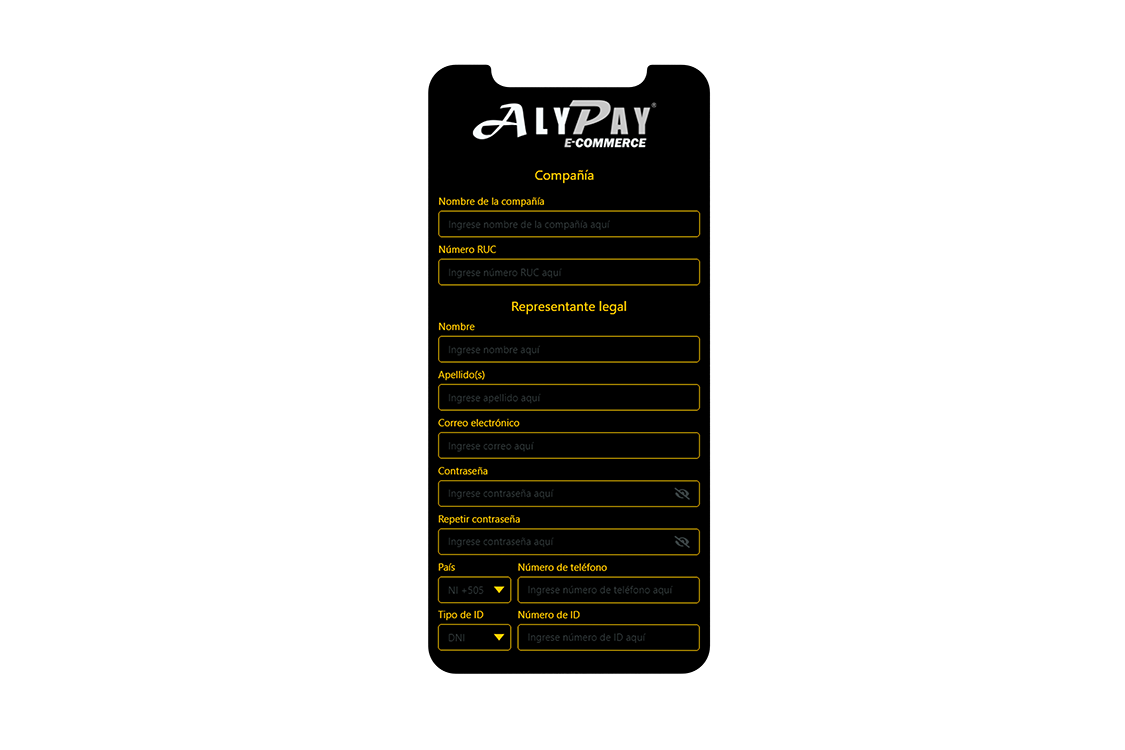 ALYPAY®
E-COMMERCE
Compañía
Nombre de la compañía
Ingrese nombre de la compañía aquí
Número RUC
Ingrese número RUC aquí
Representante legal
Nombre
Ingrese nombre aquí
Apellido(s)
Ingrese apellido aquí
Correo electrónico
Ingrese correo aquí
Contraseña
Ingrese contraseña aquí
Repetir contraseña
Ingrese contraseña aquí
País Número de teléfono
NI +505 Ingrese número de teléfono aquí
Tipo de ID Número de ID
DNI Ingrese número de ID aquí